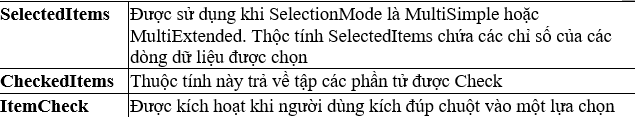 SelectedItems Được sử dụng khi SelectionMode là MultiSimple hoặc
MultiExtended. Thộc tính SelectedItems chứa các chỉ số của các
dòng dữ liệu được chọn
CheckedItems Thuộc tính này trả về tập các phần tử được Check
ItemCheck Được kích hoạt khi người dùng kích đúp chuột vào một lựa chọn